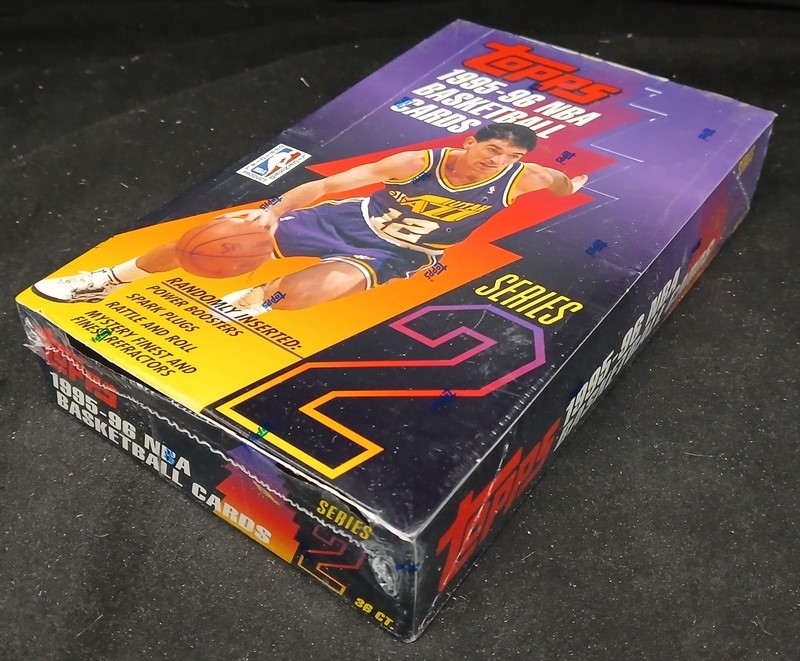 TOPPS
1995-96 NBA
BASKETBALL
CARDS
UTAH
JAZZ
12
SERIES
2
RANDOMLY INSERTED:
POWER BOOSTERS
SPARK PLUGS
RATTLE AND ROLL
MYSTERY FINEST AND
FINEST REFRACTORS
TOPPS
1995-96 NBA
BASKETBALL CARDS
SERIES
2
36 CT.
TOPPS
1995-96 NBA
BASKETBALL